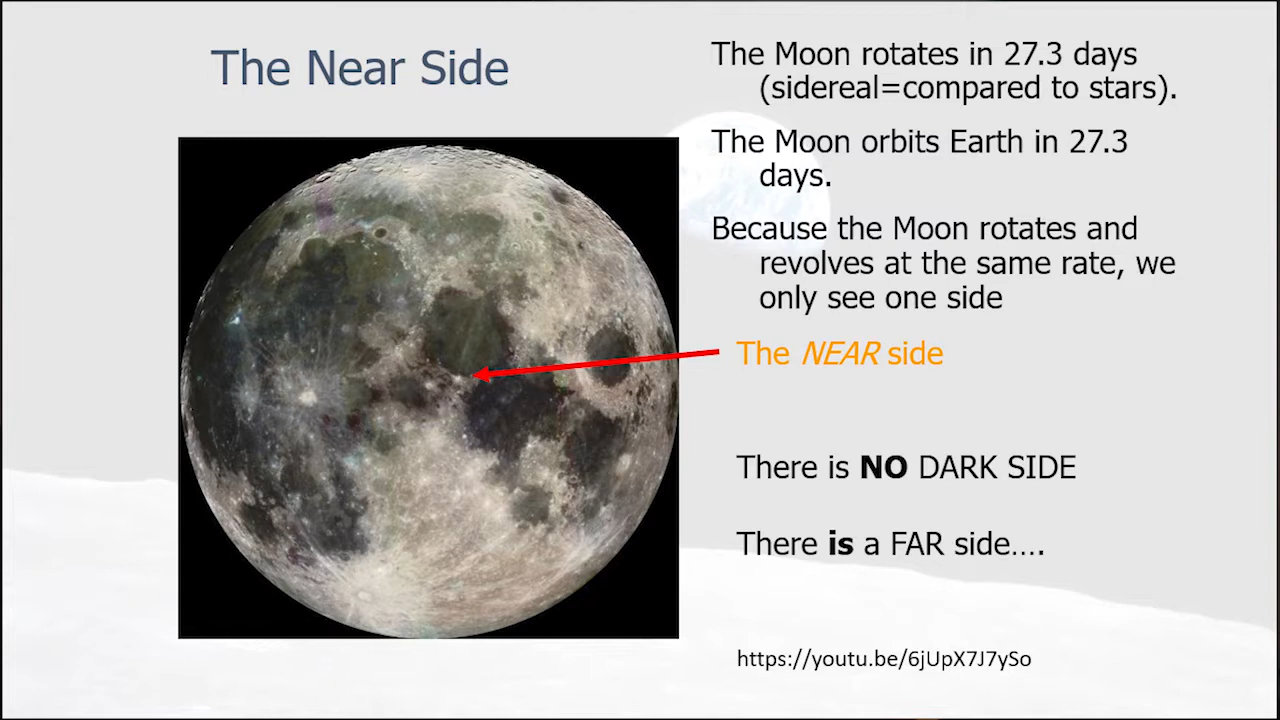 The Near Side
The Moon rotates in 27.3 days
(sidereal=compared to stars).
The Moon orbits Earth in 27.3
days.
Because the Moon rotates and
revolves at the same rate, we
only see one side
The NEAR side
There is NO DARK SIDE
There is a FAR side....
https://youtu.be/6jUpX7J7ySo